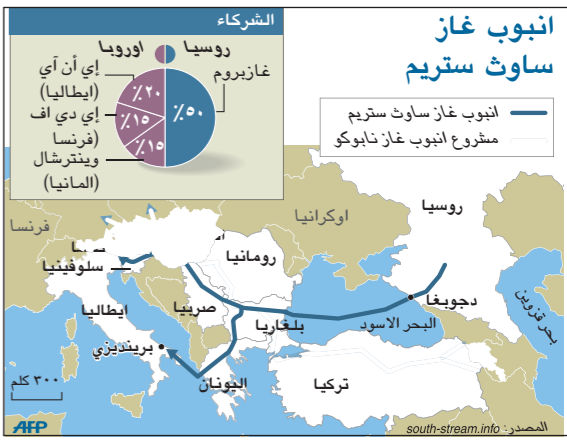 انبوب غاز
ساوث ستريم
الشركاء
روسيا
اوروبا
غازبروم
٪٥٠
إي أن آي
(ايطاليا)
٪٢٠
إي دي اف
(فرنسا
٪١٥
وينترشال
(المانيا)
٪١٥
انبوب غاز ساوث ستريم
مشروع انبوب غاز نابوكو
فرنسا
اوكرانيا
روسيا
رومانيا
سلوفينيا
ايطاليا
صربيا
بلغاريا
دجوبغا
البحر الاسود
بحر قزوين
برينديزي
اليونان
تركيا
٣٠٠ كلم
AFP
المصدر: south-stream.info